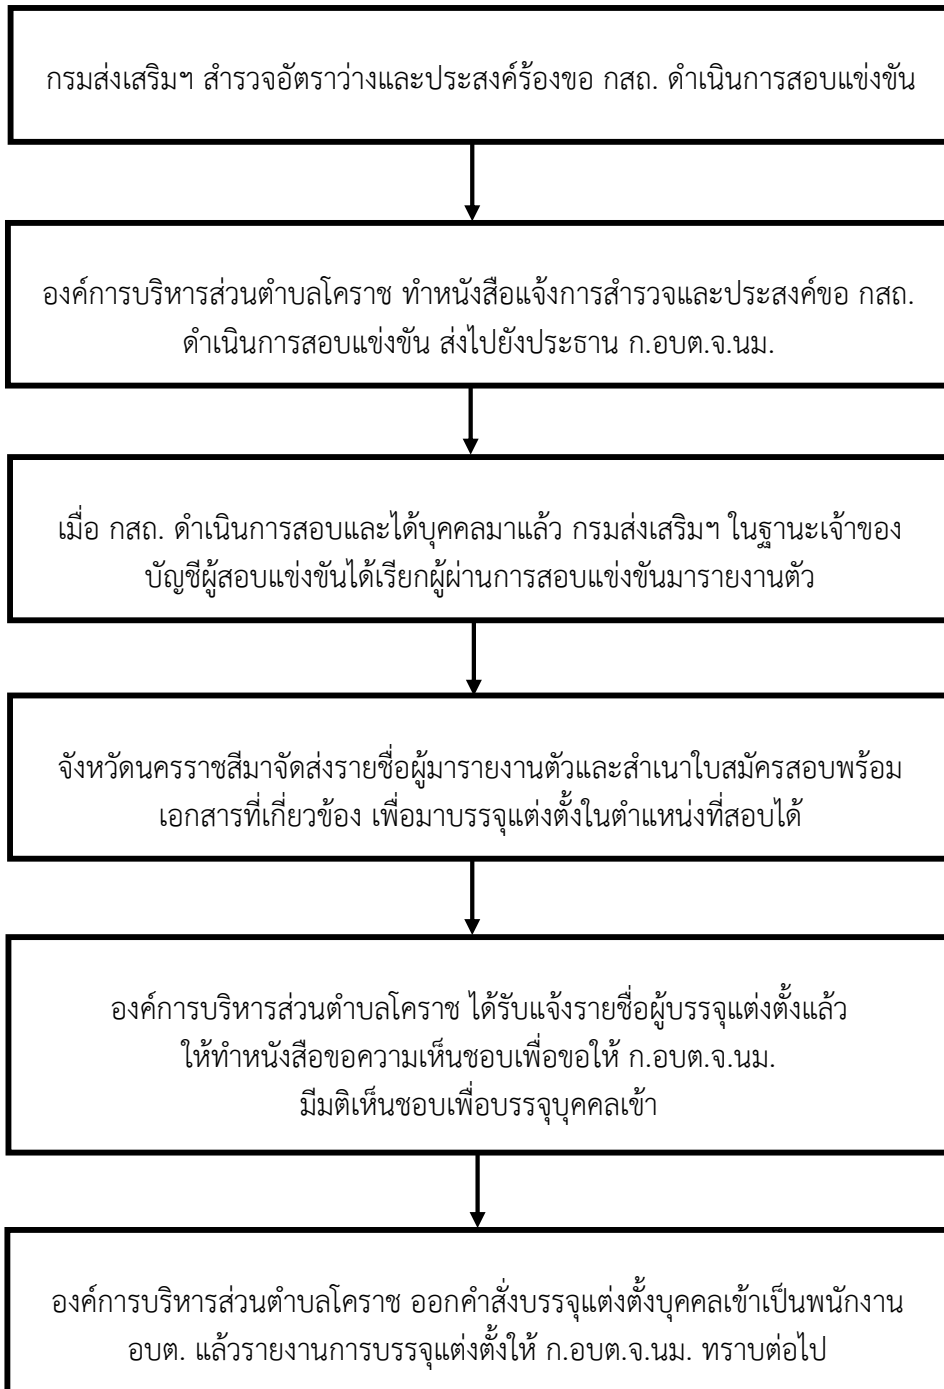 กรมส่งเสริมฯ สำรวจอัตราว่างและประสงค์ร้องขอ กสถ. ดำเนินการสอบแข่งขัน
องค์การบริหารส่วนตำบลโคราช ทำหนังสือแจ้งการสำรวจและประสงค์ขอ กสถ.
ดำเนินการสอบแข่งขัน ส่งไปยังประธาน ก.อบต.จ.นม.
เมื่อ กสถ. ดำเนินการสอบและได้บุคคลมาแล้ว กรมส่งเสริมฯ ในฐานะเจ้าของ
บัญชีผู้สอบแข่งขันได้เรียกผู้ผ่านการสอบแข่งขันมารายงานตัว
จังหวัดนครราชสีมาจัดส่งรายชื่อผู้มารายงานตัวและสำเนาใบสมัครสอบพร้อม
เอกสารที่เกี่ยวข้อง เพื่อมาบรรจุแต่งตั้งในตำแหน่งที่สอบได้
องค์การบริหารส่วนตำบลโคราช ได้รับแจ้งรายชื่อผู้บรรจุแต่งตั้งแล้ว
ให้ทำหนังสือขอความเห็นชอบเพื่อขอให้ ก.อบต.จ.นม.
มีมติเห็นชอบเพื่อบรรจุบุคคลเข้า
องค์การบริหารส่วนตำบลโคราช ออกคำสั่งบรรจุแต่งตั้งบุคคลเข้าเป็นพนักงาน
อบต. แล้วรายงานการบรรจุแต่งตั้งให้ ก.อบต.จ.นม. ทราบต่อไป